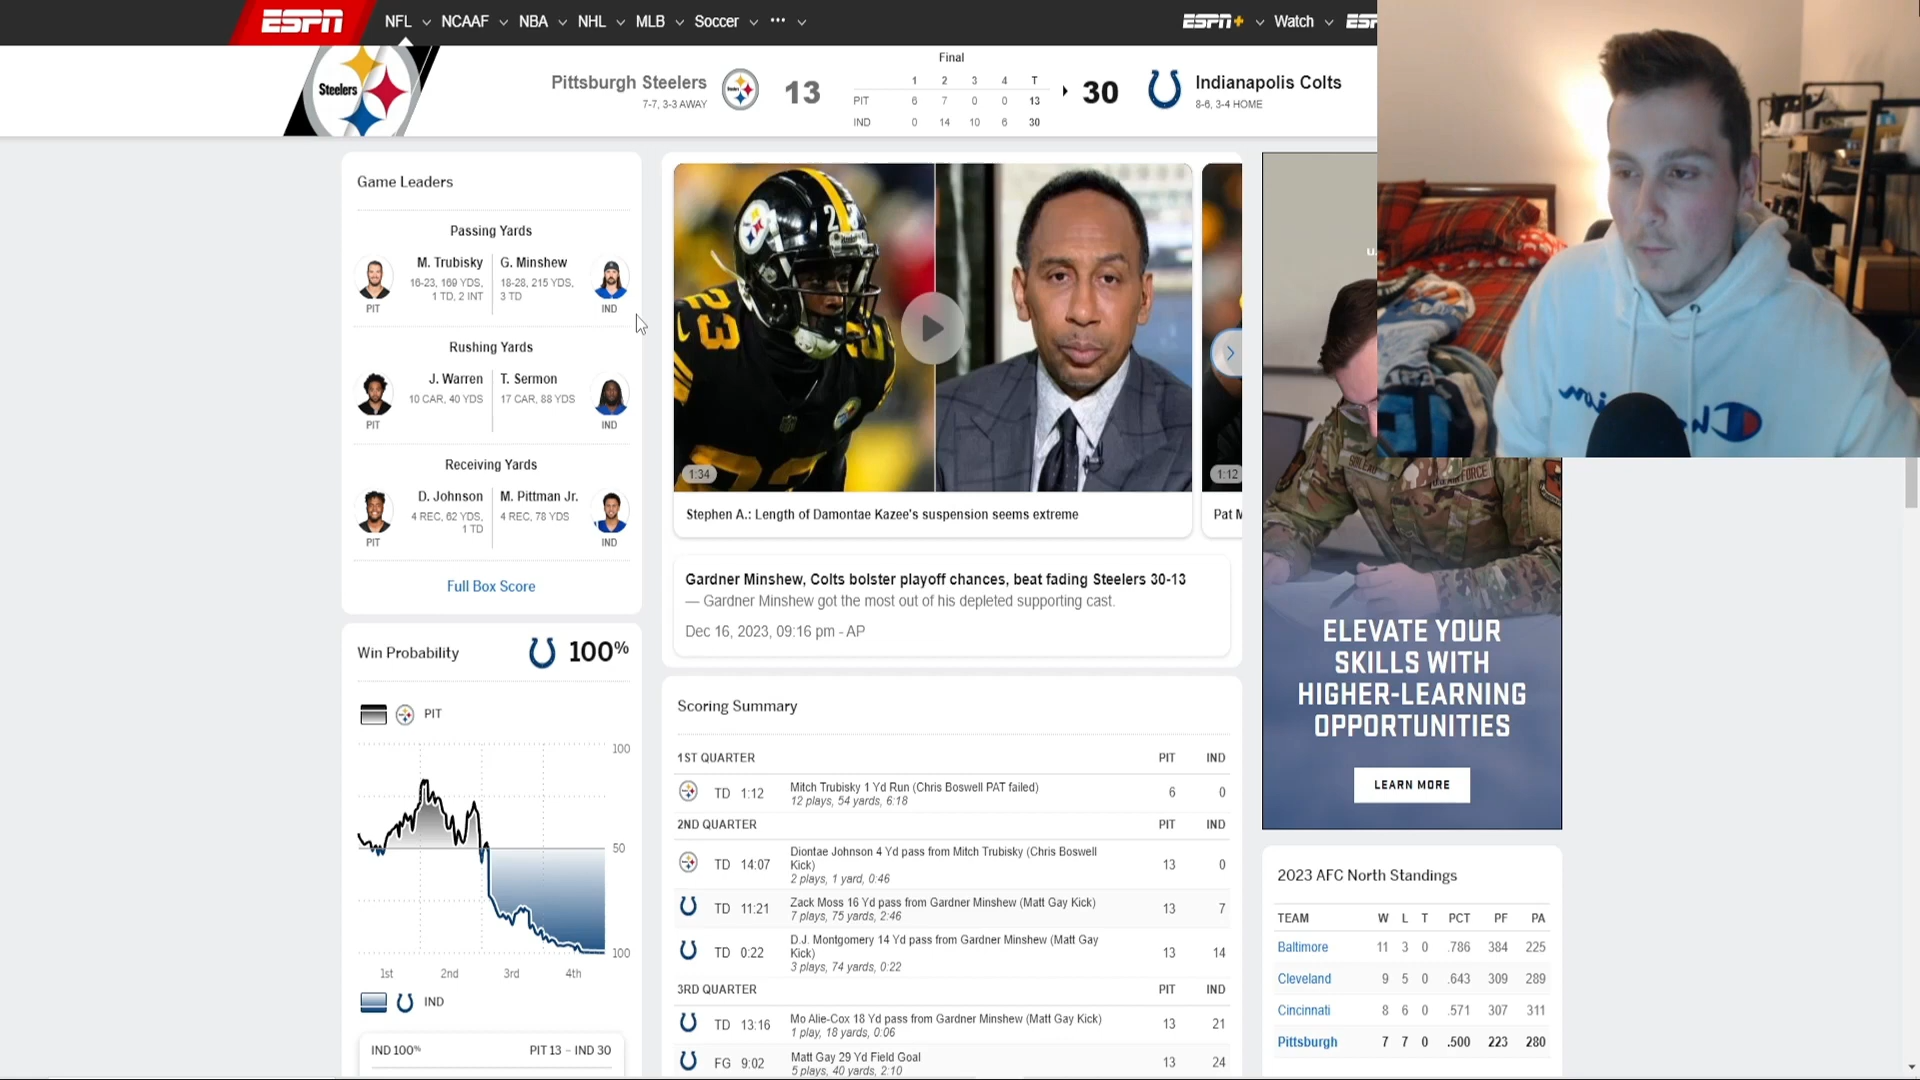 ESPN NFL NCAAF NBA NHL MLB Soccer ••• ESPN+ Watch
Steelers
Pittsburgh Steelers
7-7, 3-3 AWAY
13
Final
1 2 3 4 T
PIT 6 7 0 0 13
IND 0 14 10 6 30
30
Indianapolis Colts
8-6, 3-4 HOME
Game Leaders
Passing Yards
M. Trubisky
16-23, 169 YDS,
1 TD, 2 INT
PIT
G. Minshew
18-28, 215 YDS,
3 TD
IND
Rushing Yards
J. Warren
10 CAR, 40 YDS
PIT
T. Sermon
17 CAR, 88 YDS
IND
Receiving Yards
D. Johnson
4 REC, 62 YDS,
1 TD
PIT
M. Pittman Jr.
4 REC, 78 YDS
IND
Full Box Score
Win Probability
100%
PIT
100
50
100
1st 2nd 3rd 4th
IND
IND 100% PIT 13 - IND 30
23
1:34
1:12
Stephen A.: Length of Damontae Kazee's suspension seems extreme
Pat M
Gardner Minshew, Colts bolster playoff chances, beat fading Steelers 30-13
— Gardner Minshew got the most out of his depleted supporting cast.
Dec 16, 2023, 09:16 pm - AP
Scoring Summary
1ST QUARTER PIT IND
TD 1:12 Mitch Trubisky 1 Yd Run (Chris Boswell PAT failed) 6 0
12 plays, 54 yards, 6:18
2ND QUARTER PIT IND
TD 14:07 Diontae Johnson 4 Yd pass from Mitch Trubisky (Chris Boswell
Kick) 13 0
2 plays, 1 yard, 0:46
TD 11:21 Zack Moss 16 Yd pass from Gardner Minshew (Matt Gay Kick) 13 7
7 plays, 75 yards, 2:46
TD 0:22 D.J. Montgomery 14 Yd pass from Gardner Minshew (Matt Gay
Kick) 13 14
3 plays, 74 yards, 0:22
3RD QUARTER PIT IND
TD 13:16 Mo Alie-Cox 18 Yd pass from Gardner Minshew (Matt Gay Kick) 13 21
1 play, 18 yards, 0:06
FG 9:02 Matt Gay 29 Yd Field Goal 13 24
5 plays, 40 yards, 2:10
U.
Champion
ELEVATE YOUR
SKILLS WITH
HIGHER-LEARNING
OPPORTUNITIES
LEARN MORE
2023 AFC North Standings
TEAM W L T PCT PF PA
Baltimore 11 3 0 .786 384 225
Cleveland 9 5 0 .643 309 289
Cincinnati 8 6 0 .571 307 311
Pittsburgh 7 7 0 .500 223 280